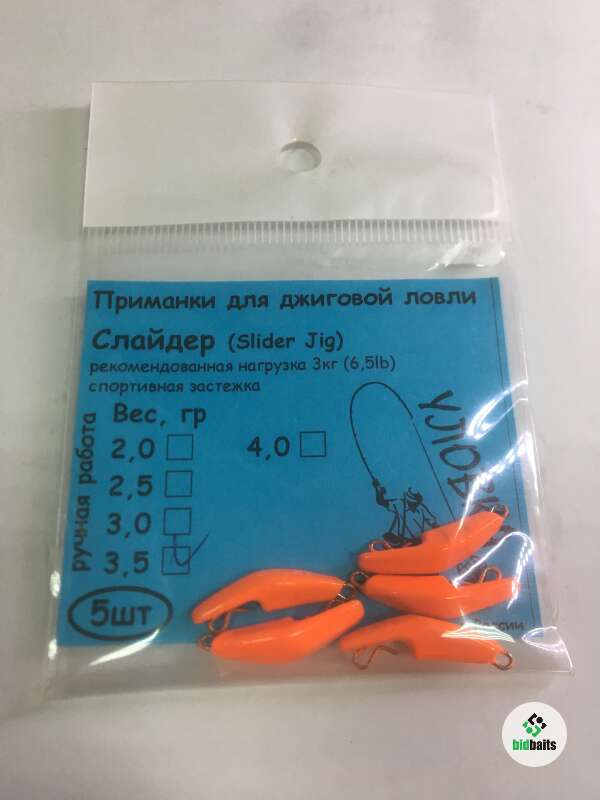 Приманки для джиговой ловли
Слайдер (Slider Jig)
рекомендованная нагрузка 3кг (6,5lb)
спортивная застежка
ручная работа
Вес, гр
2,0
4,0
2,5
3,0
3,5
5шт
России
bidbaits